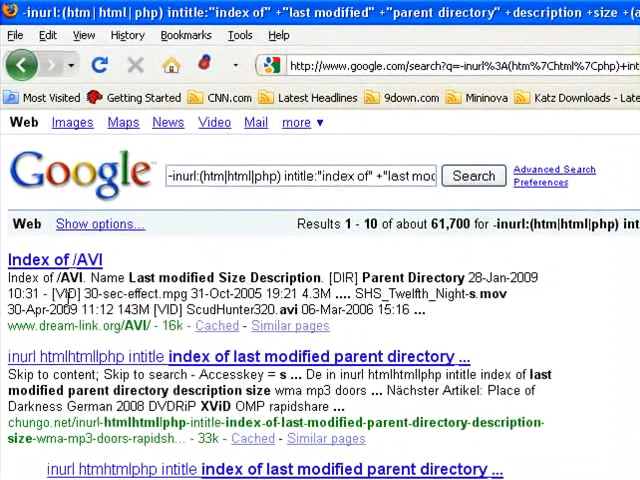 -inurl:(htm|html|php) intitle:"index of" +"last modified" +"parent directory" +description +size +(a
File Edit View History Bookmarks Tools Help
http://www.google.com/search?q=-inurl%3A(htm%7Chtml%7Cphp)+int
Most Visited Getting Started CNN.com Latest Headlines 9down.com Mininova Katz Downloads - Late
Web Images Maps News Video Mail more ▼
Google -inurl:(htm|html|php) intitle:"index of" +"last mod Search Advanced Search
Preferences
Web Show options... Results 1 - 10 of about 61,700 for -inurl:(htm|html|php) int
Index of /AVI
Index of /AVI. Name Last modified Size Description. [DIR] Parent Directory 28-Jan-2009
10:31 - [VID] 30-sec-effect.mpg 31-Oct-2005 19:21 4.3M .... SHS_Twelfth_Night-s.mov
30-Apr-2009 11:12 143M [VID] ScudHunter320.avi 06-Mar-2006 15:16 ...
www.dream-link.org/AVI/ - 16k - Cached - Similar pages
inurl htmlhtmllphp intitle index of last modified parent directory ...
Skip to content; Skip to search - Accesskey = s ... De in inurl htmlhtmllphp intitle index of last
modified parent directory description size wma mp3 doors ... Nächster Artikel: Place of
Darkness German 2008 DVDRiP XViD OMP rapidshare ...
chungo.net/inurl-htmlhtml|php-intitle-index-of-last-modified-parent-directory-description-
size-wma-mp3-doors-rapidsh... - 33k - Cached - Similar pages
inurl htmhtml php intitle index of last modified parent directory ...